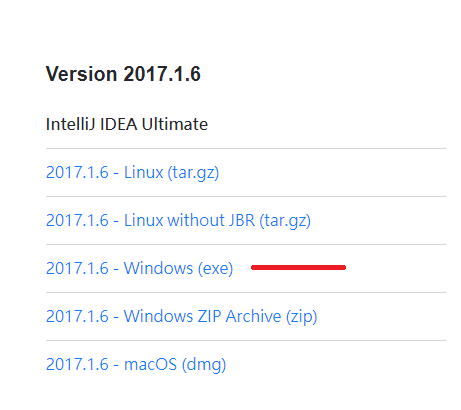 Version 2017.1.6
IntelliJ IDEA Ultimate
2017.1.6 - Linux (tar.gz)
2017.1.6 - Linux without JBR (tar.gz)
2017.1.6 - Windows (exe)
2017.1.6 - Windows ZIP Archive (zip)
2017.1.6 - macOS (dmg)